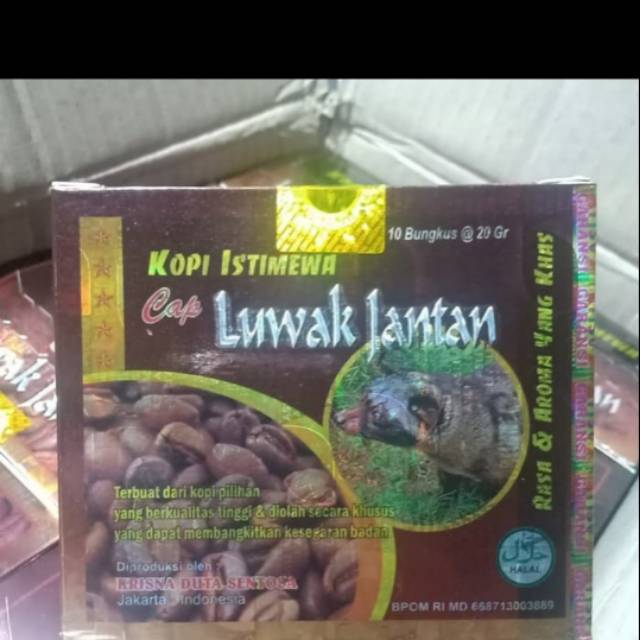 10 Bungkus @ 20 Gr
KOPI ISTIMEWA
Cap
Luwak Jantan
Rasa & Aroma Yang Khas
Terbuat dari kopi pilihan
yang berkualitas tinggi & diolah secara khusus
yang dapat membangkitkan kesegaran badan
Diproduksi oleh :
KRISNA DUTA SENTOSA
Jakarta - Indonesia
HALAL
BPOM RI MD 668713003889